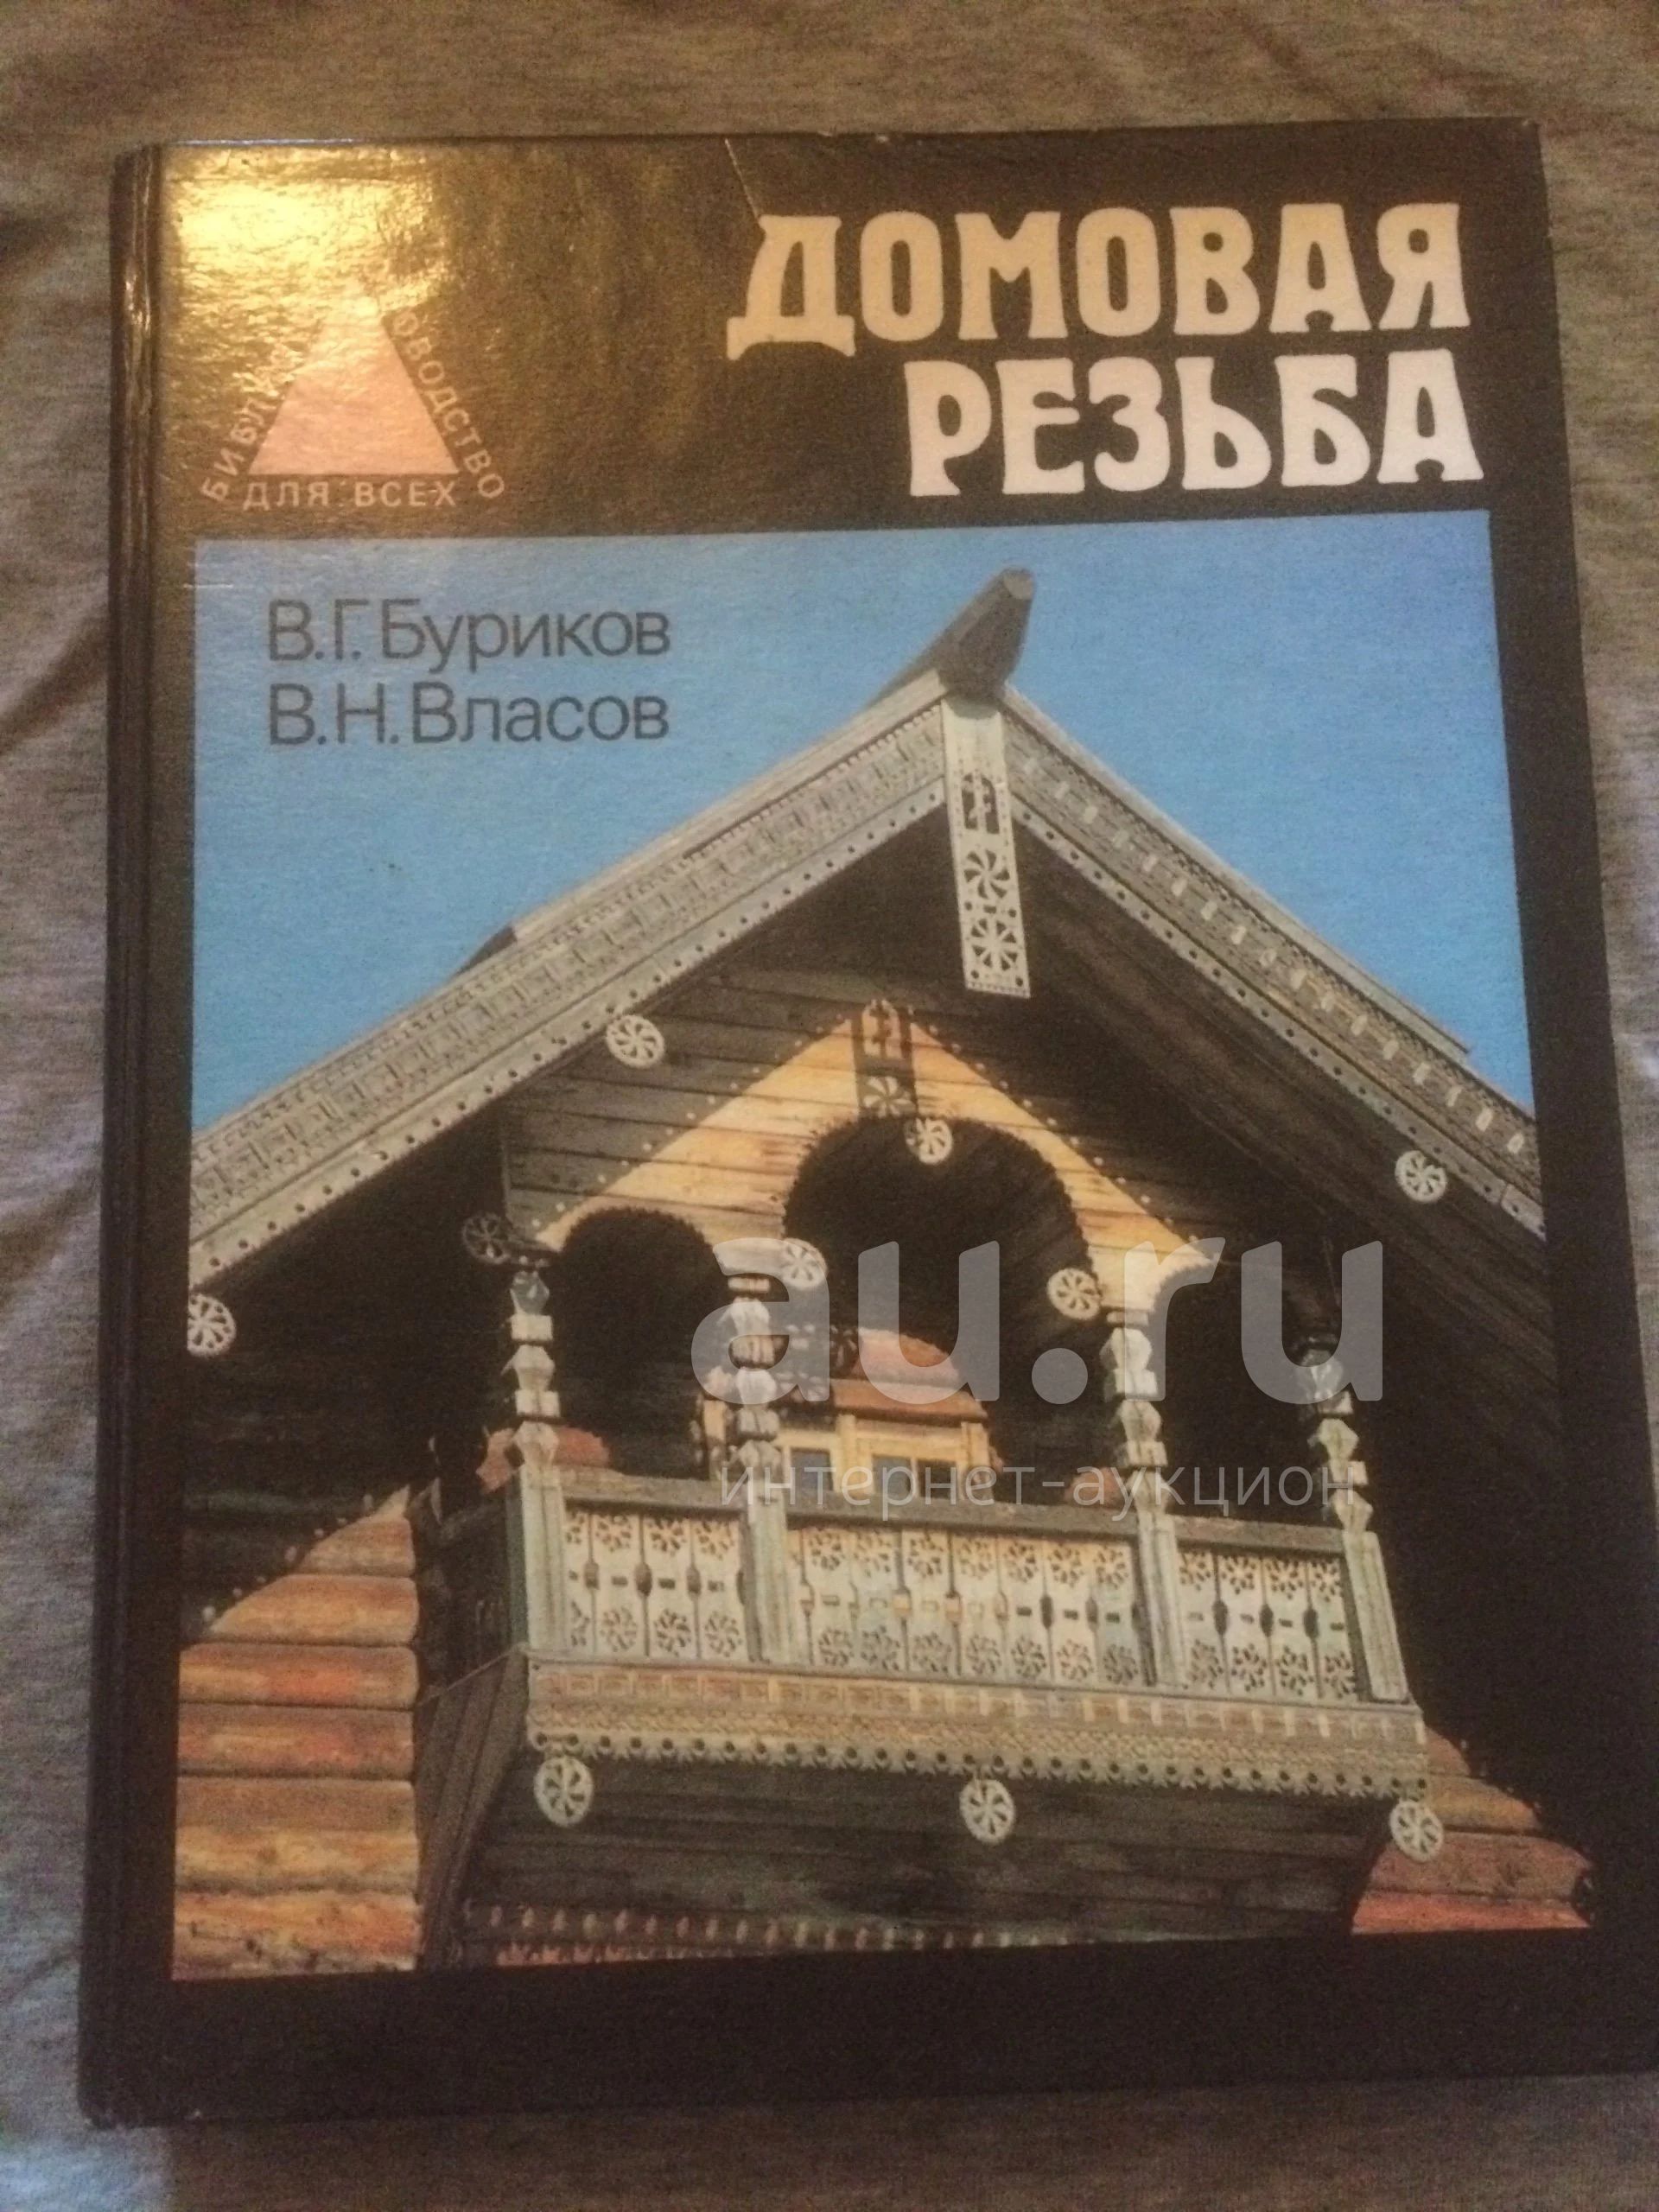 ДОМОВАЯ
РЕЗЬБА
ДЛЯ ВСЕХ
В.Г. Буриков
В.Н. Власов
au.ru
интернет-аукцион